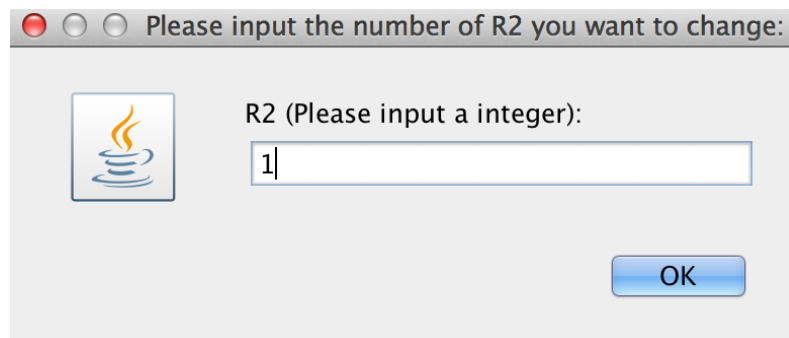 Please input the number of R2 you want to change:
R2 (Please input a integer):
1
OK